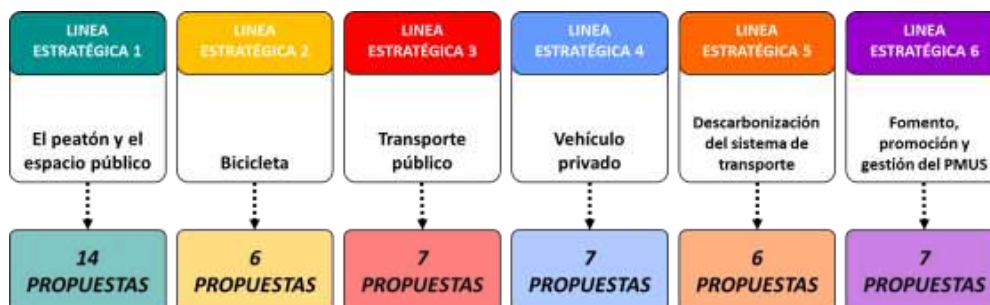 LINEA
ESTRATÉGICA 1
El peatón y el
espacio público
14
PROPUESTAS
LINEA
ESTRATÉGICA 2
Bicicleta
6
PROPUESTAS
LINEA
ESTRATÉGICA 3
Transporte
público
7
PROPUESTAS
LINEA
ESTRATÉGICA 4
Vehículo
privado
7
PROPUESTAS
LINEA
ESTRATÉGICA 5
Descarbonización
del sistema de
transporte
6
PROPUESTAS
LINEA
ESTRATÉGICA 6
Fomento,
promoción y
gestión del PMUS
7
PROPUESTAS